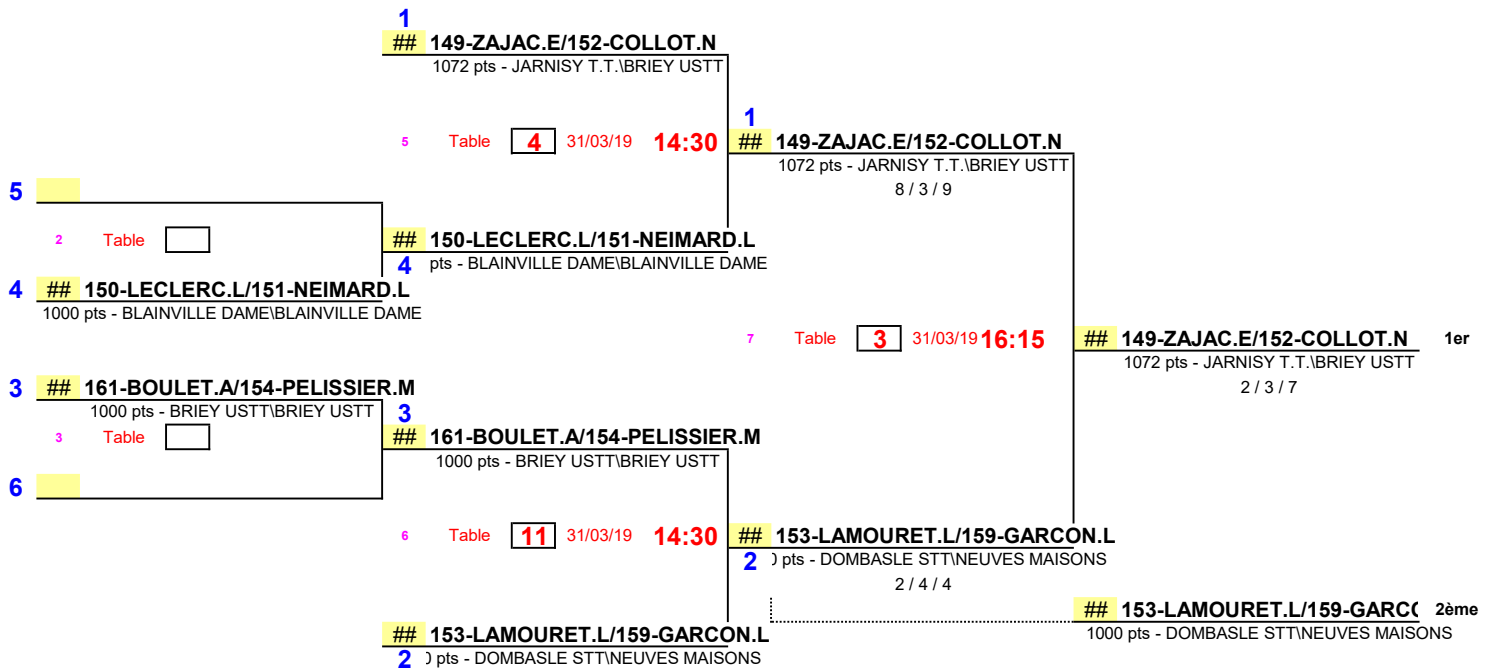 1
## 149-ZAJAC.E/152-COLLOT.N
1072 pts - JARNISY T.T.\BRIEY USTT
5 Table 4 31/03/19 14:30
1
## 149-ZAJAC.E/152-COLLOT.N
1072 pts - JARNISY T.T.\BRIEY USTT
8 / 3 / 9
5
2 Table
## 150-LECLERC.L/151-NEIMARD.L
4 pts - BLAINVILLE DAME\BLAINVILLE DAME
4 ## 150-LECLERC.L/151-NEIMARD.L
1000 pts - BLAINVILLE DAME\BLAINVILLE DAME
7 Table 3 31/03/19 16:15
## 149-ZAJAC.E/152-COLLOT.N 1er
1072 pts - JARNISY T.T.\BRIEY USTT
2 / 3 / 7
3 ## 161-BOULET.A/154-PELISSIER.M
1000 pts - BRIEY USTT\BRIEY USTT
3 Table
3
## 161-BOULET.A/154-PELISSIER.M
1000 pts - BRIEY USTT\BRIEY USTT
6
6 Table 11 31/03/19 14:30
## 153-LAMOURET.L/159-GARCON.L
2 pts - DOMBASLE STT\NEUVES MAISONS
2 / 4 / 4
## 153-LAMOURET.L/159-GARC 2ème
1000 pts - DOMBASLE STT\NEUVES MAISONS
## 153-LAMOURET.L/159-GARCON.L
2 pts - DOMBASLE STT\NEUVES MAISONS